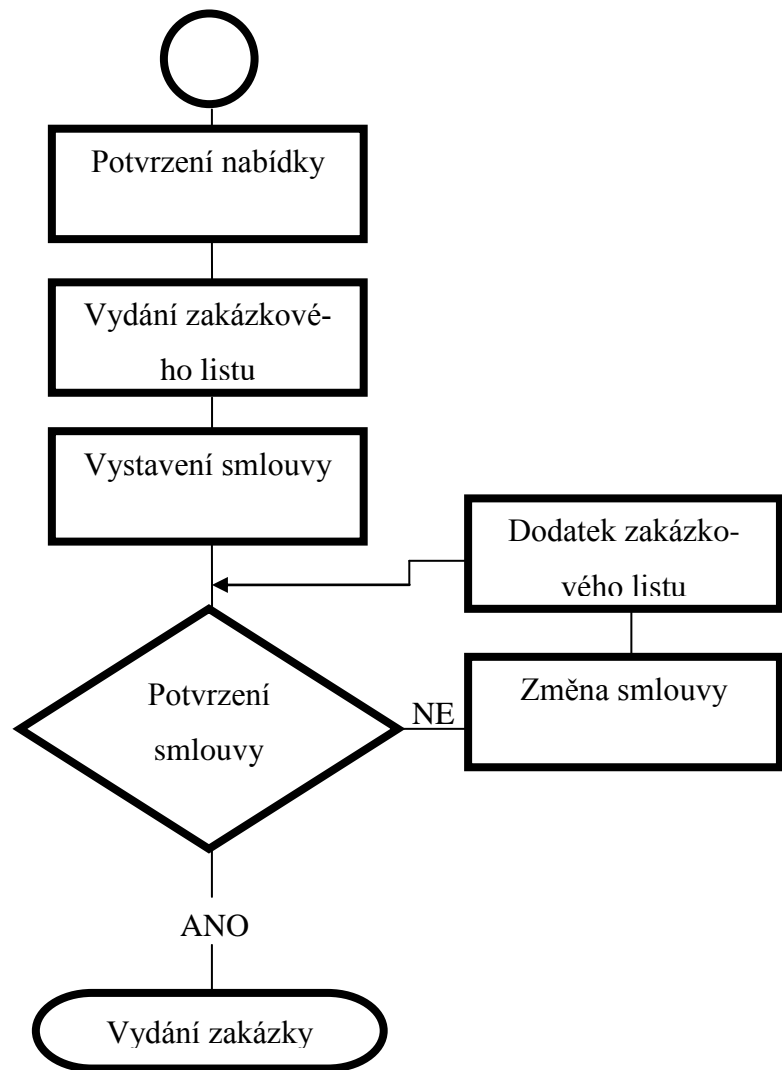 Potvrzení nabídky
Vydání zakázkové-
ho listu
Vystavení smlouvy
Dodatek zakázko-
vého listu
Potvrzení
smlouvy
NE
Změna smlouvy
ANO
Vydání zakázky